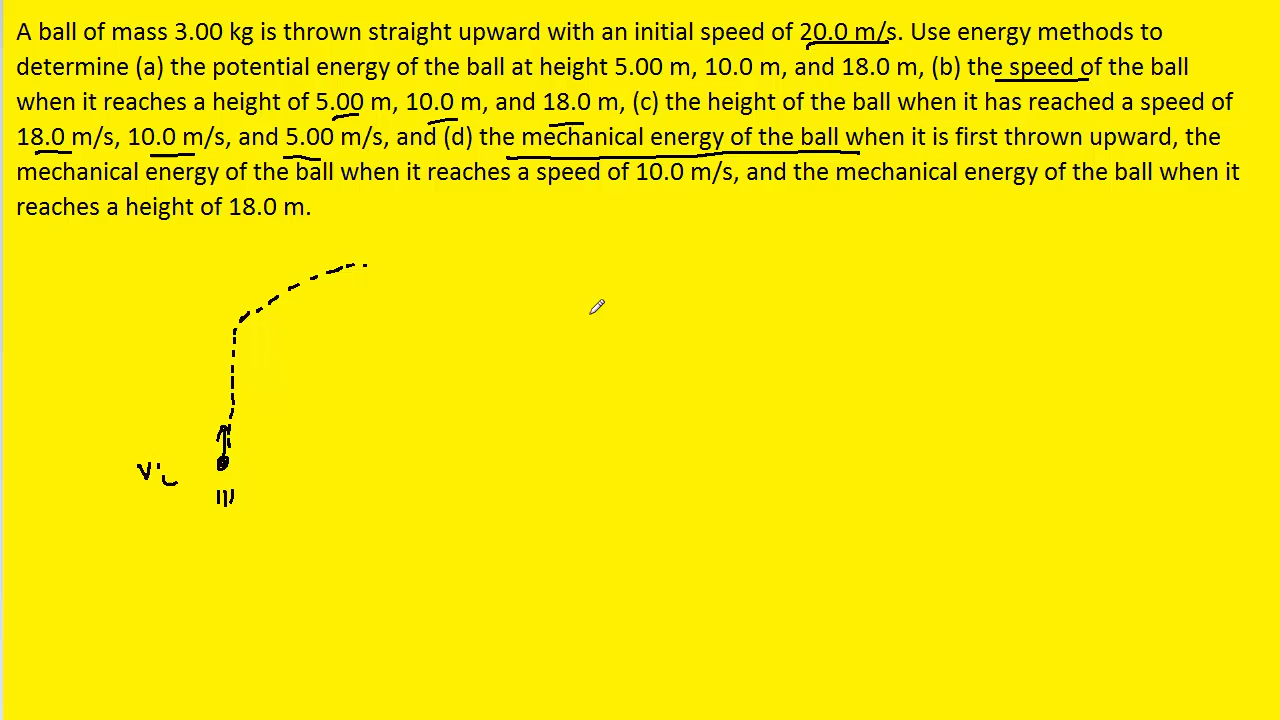 A ball of mass 3.00 kg is thrown straight upward with an initial speed of 20.0 m/s. Use energy methods to
determine (a) the potential energy of the ball at height 5.00 m, 10.0 m, and 18.0 m, (b) the speed of the ball
when it reaches a height of 5.00 m, 10.0 m, and 18.0 m, (c) the height of the ball when it has reached a speed of
18.0 m/s, 10.0 m/s, and 5.00 m/s, and (d) the mechanical energy of the ball when it is first thrown upward, the
mechanical energy of the ball when it reaches a speed of 10.0 m/s, and the mechanical energy of the ball when it
reaches a height of 18.0 m.